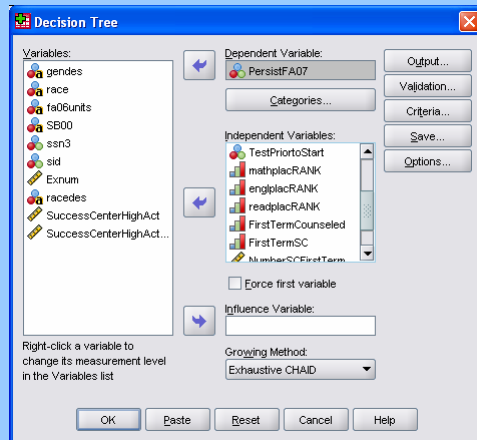 Decision Tree
Variables:
gendes
race
fa06units
SB00
ssn3
sid
Exnum
racedes
SuccessCenterHighAct
SuccessCenterHighAct...
Right-click a variable to
change its measurement level
in the Variables list
Dependent Variable:
PersistFA07
Categories...
Independent Variables:
TestPriortoStart
mathplacRANK
englplacRANK
readplacRANK
FirstTermCounseled
FirstTermSC
NumberSCFirstTerm
Force first variable
Influence Variable:
Growing Method:
Exhaustive CHAID
Output...
Validation...
Criteria...
Save...
Options...
OK
Paste
Reset
Cancel
Help